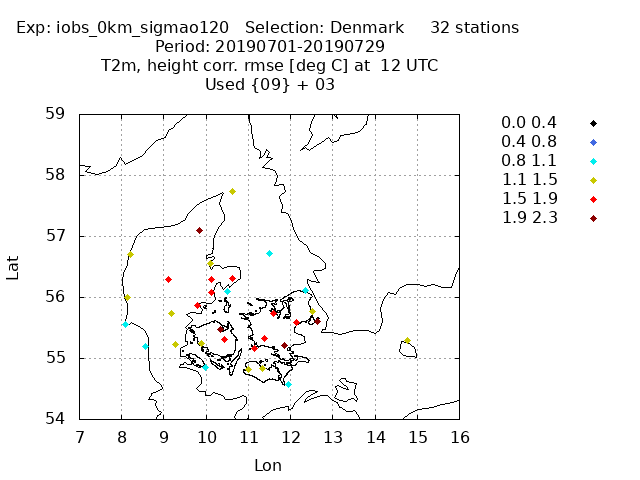 Exp: iobs_0km_sigmao120 Selection: Denmark 32 stations
Period: 20190701-20190729
T2m, height corr. rmse [deg C] at 12 UTC
Used {09} + 03
59
58
57
56
55
54
Lat
7 8 9 10 11 12 13 14 15 16
Lon
0.0 0.4
0.4 0.8
0.8 1.1
1.1 1.5
1.5 1.9
1.9 2.3